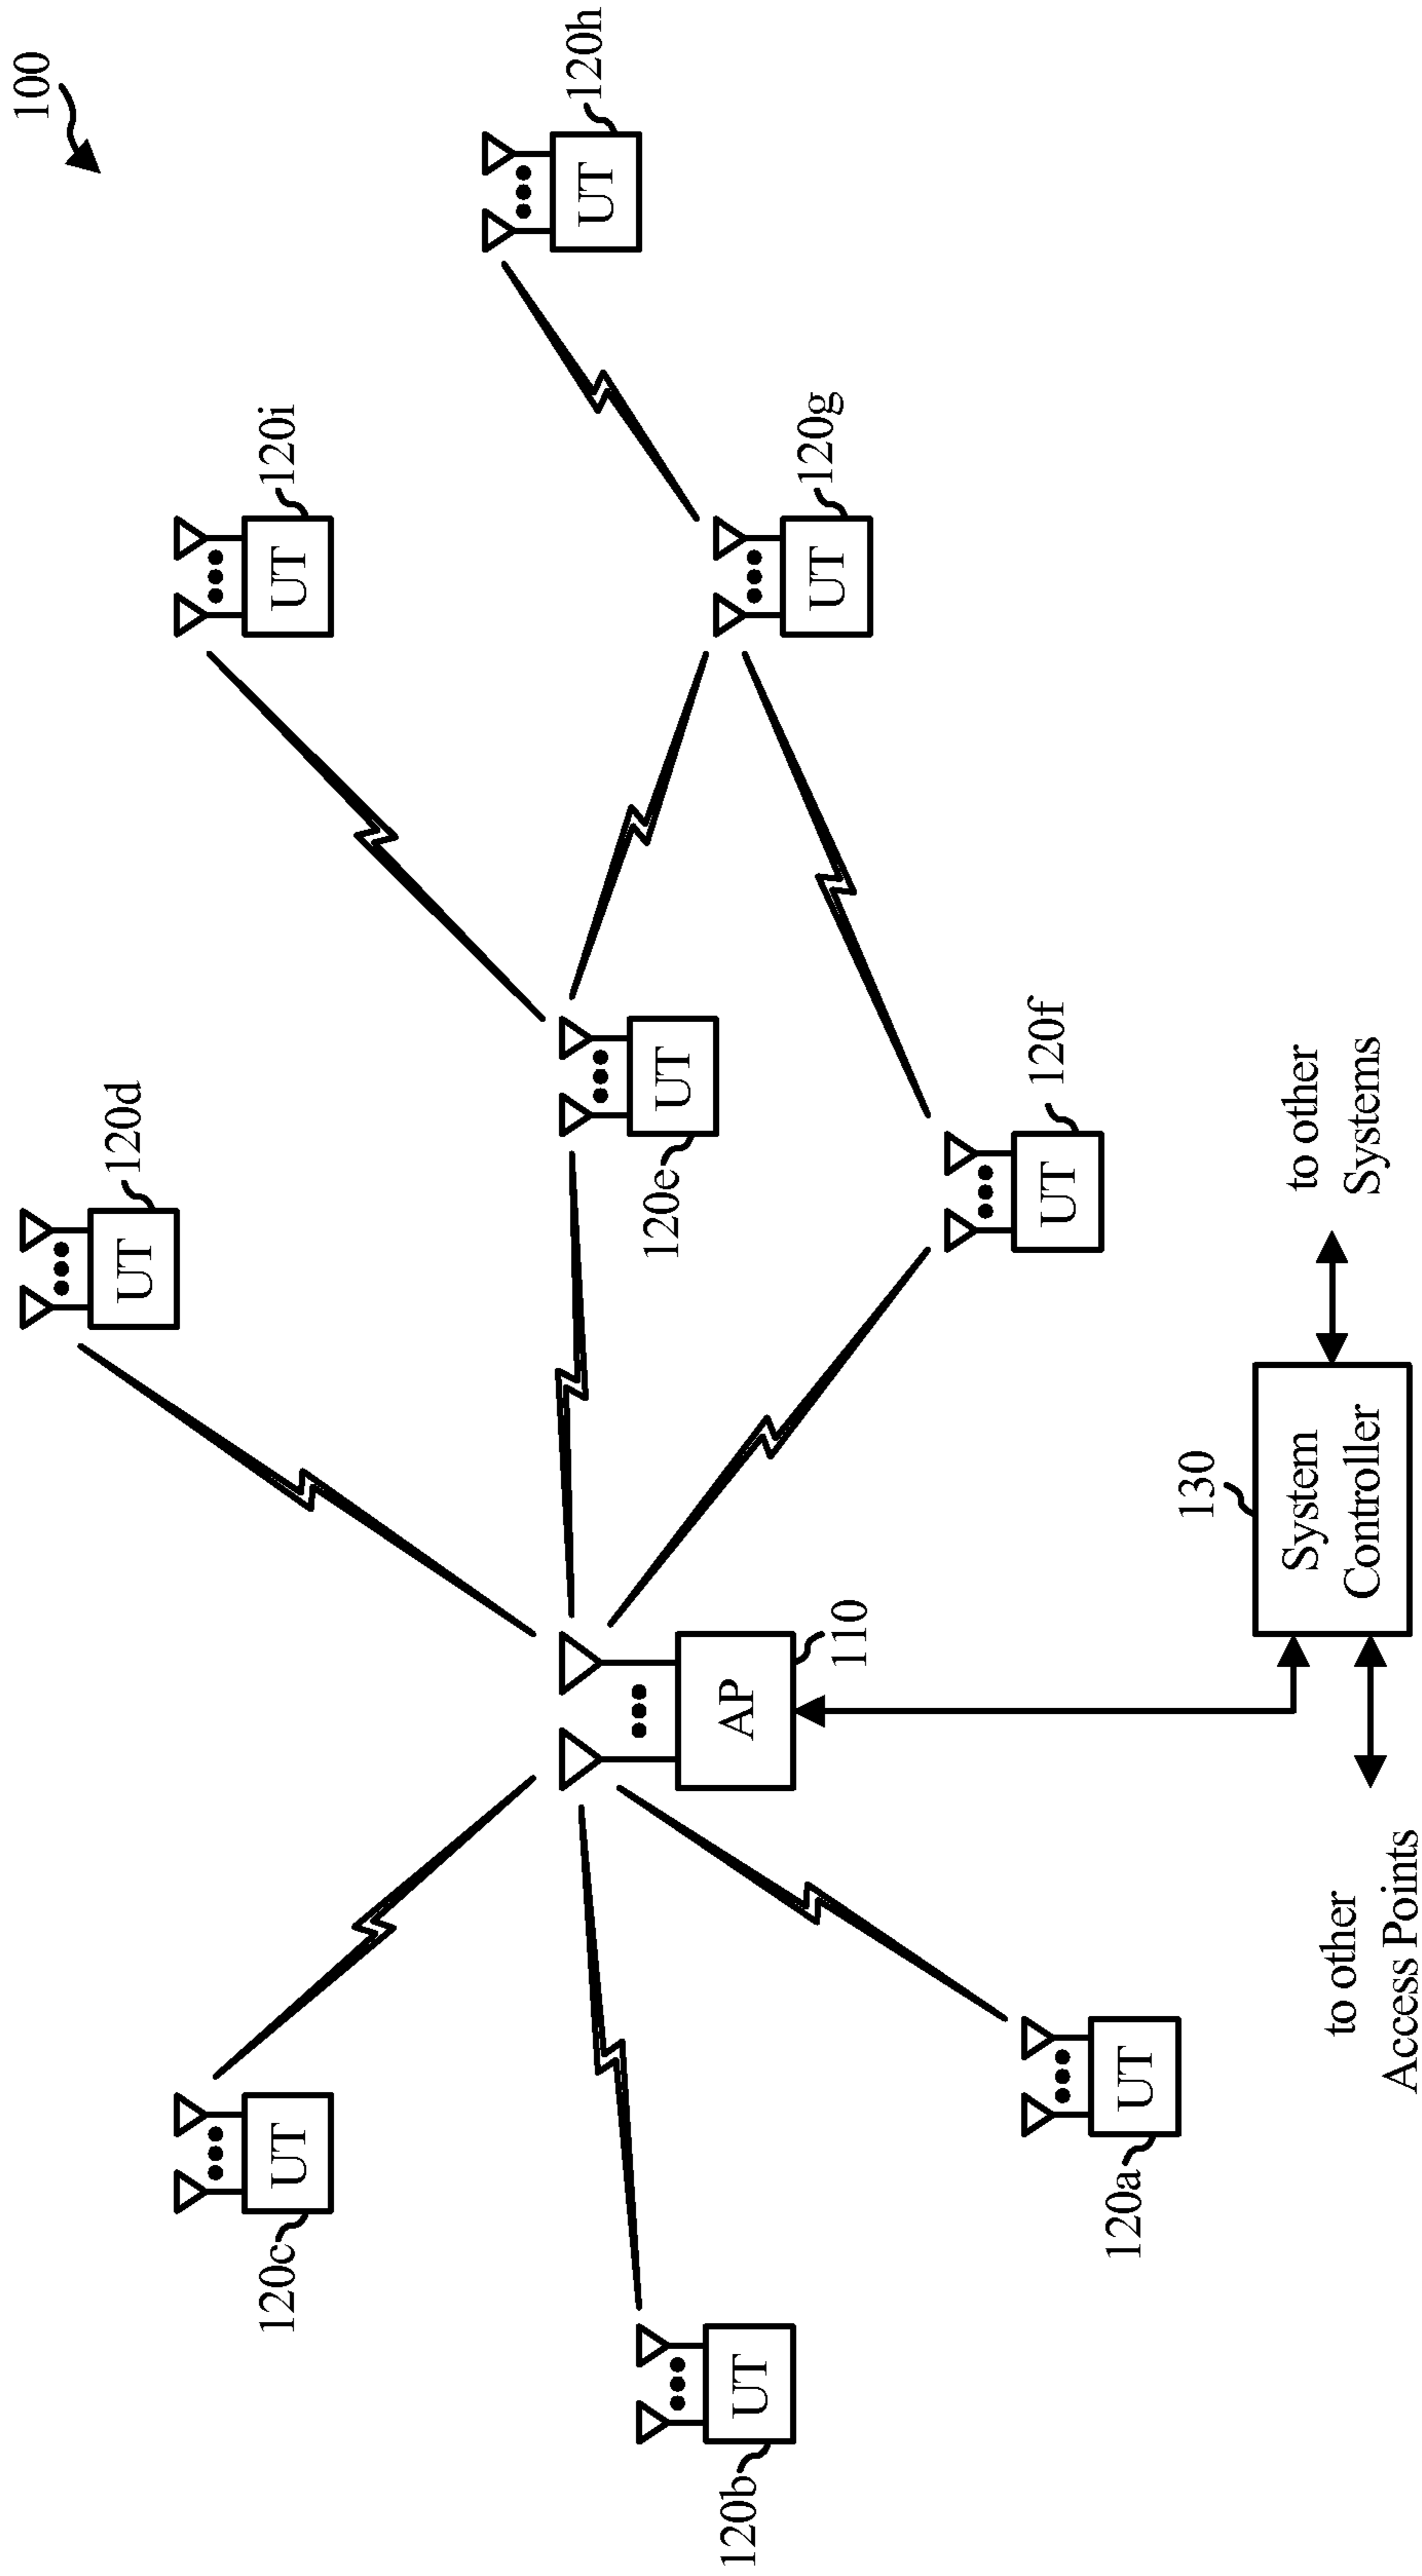 100
120d
UT
120i
UT
120c
UT
120h
UT
120e
UT
120b
UT
AP
110
120g
UT
120f
UT
120a
UT
130
System
Controller
to other
Systems
to other
Access Points